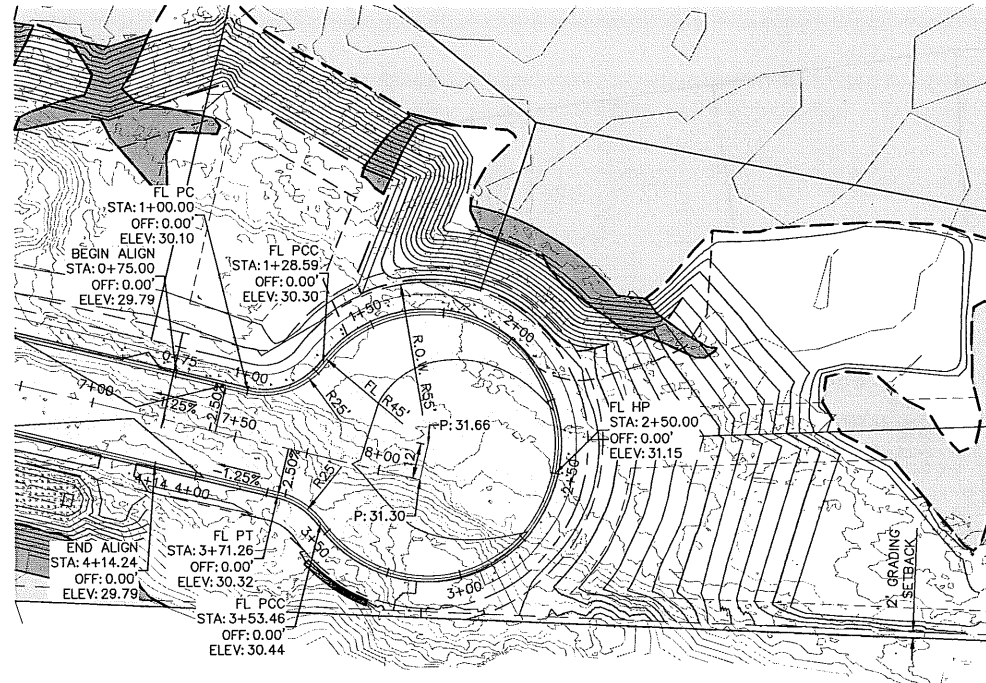 FL PC
STA: 1+00.00
OFF: 0.00'
ELEV: 30.10
BEGIN ALIGN
STA: 0+75.00
OFF: 0.00'
ELEV: 29.79
FL PCC
STA: 1+28.59
OFF: 0.00'
ELEV: 30.30
1+50
2+00
R.O.W. R55'
0+75
1+00
FL R45'
R25'
7+00
1.25%
2.50%
7+50
P: 31.66
FL HP
STA: 2+50.00
OFF: 0.00'
ELEV: 31.15
8+00
12'
2+50
4+14
4+00
1.25%
2.50%
R25'
P: 31.30
3+50
3+00
END ALIGN
STA: 4+14.24
OFF: 0.00'
ELEV: 29.79
FL PT
STA: 3+71.26
OFF: 0.00'
ELEV: 30.32
FL PCC
STA: 3+53.46
OFF: 0.00'
ELEV: 30.44
2' GRADING
SETBACK